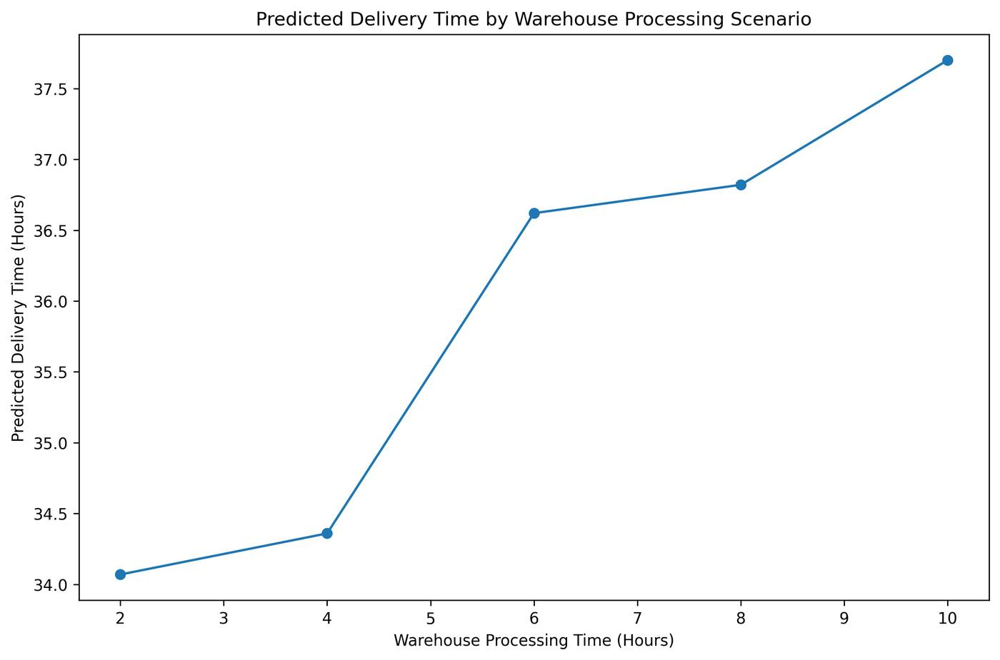 Predicted Delivery Time by Warehouse Processing Scenario
Predicted Delivery Time (Hours)
37.5
37.0
36.5
36.0
35.5
35.0
34.5
34.0
2 3 4 5 6 7 8 9 10
Warehouse Processing Time (Hours)